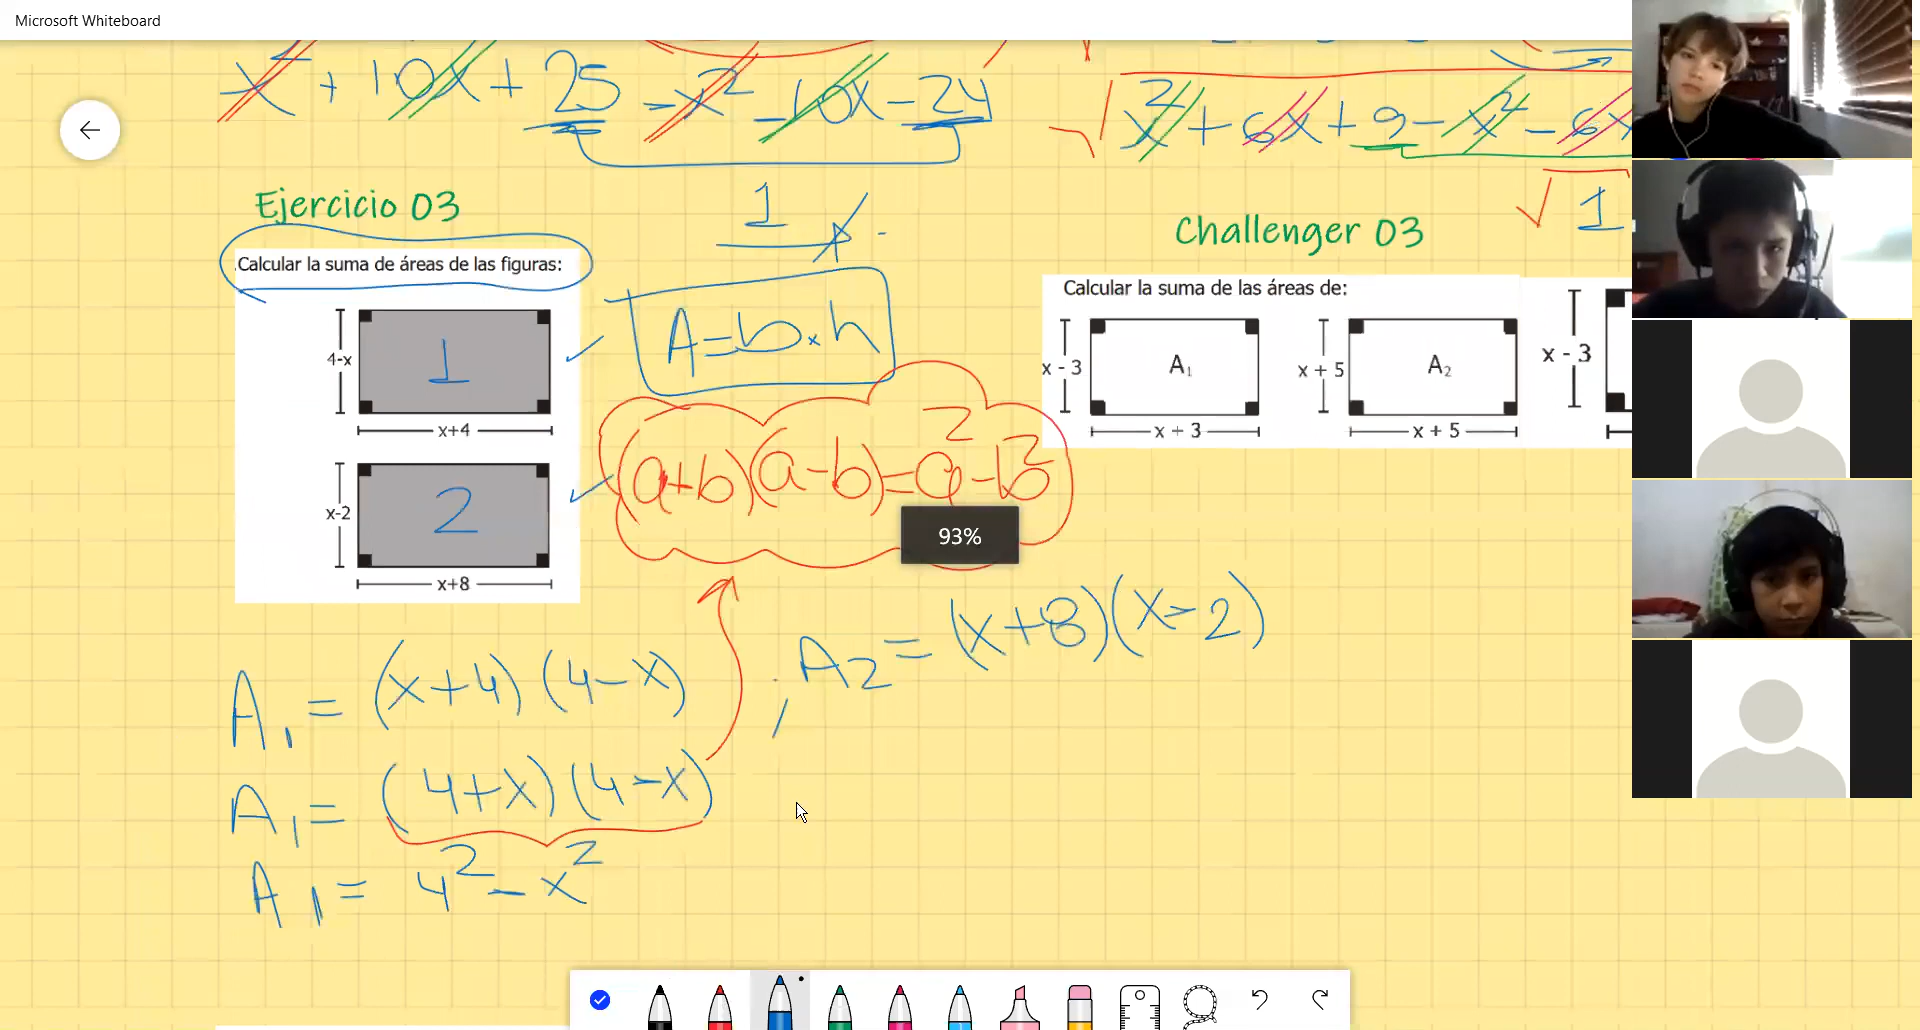 Microsoft Whiteboard
x² + 10x + 25 - x² - 10x - 24
x² + 6x + 9 - x² - 6x
1
√1
Ejercicio 03
Calcular la suma de áreas de las figuras:
4-x
1
x+4
x-2
2
x+8
A = b × h
(a+b)(a-b) = a² - b²
93%
Challenger 03
Calcular la suma de las áreas de:
x - 3
A₁
x + 3
x + 5
A₂
x + 5
x - 3
A₁ = (x+4)(4-x) ; A₂ = (x+8)(x-2)
A₁ = (4+x)(4-x)
A₁ = 4² - x²